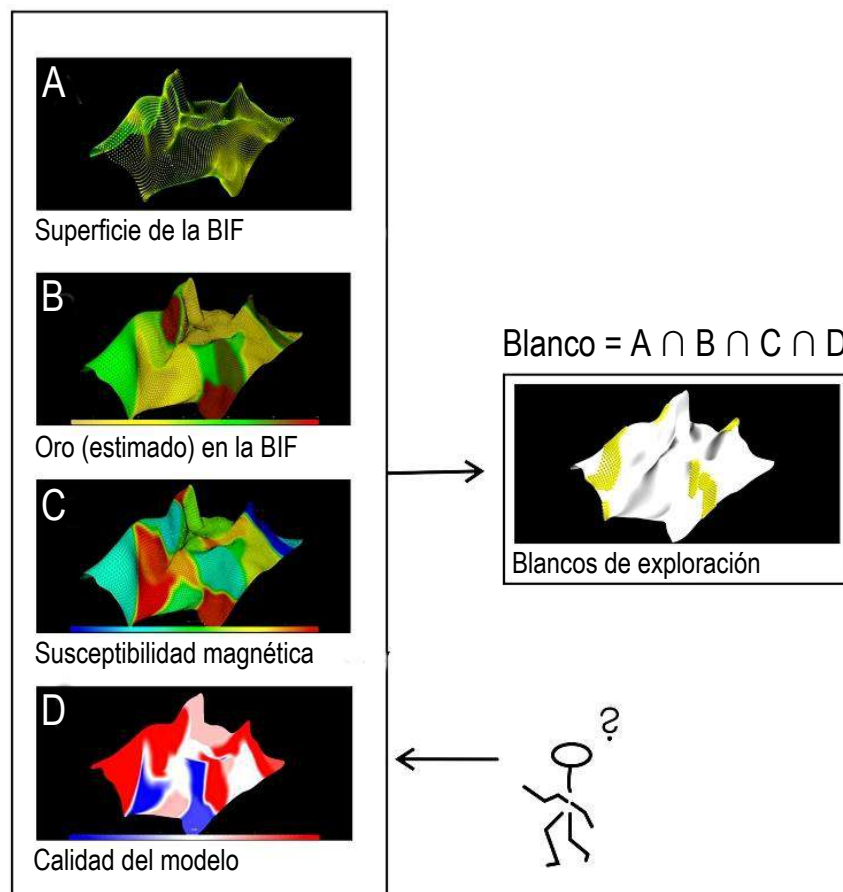 A
Superficie de la BIF
B
Oro (estimado) en la BIF
C
Susceptibilidad magnética
D
Calidad del modelo
Blanco = A ∩ B ∩ C ∩ D
Blancos de exploración
?